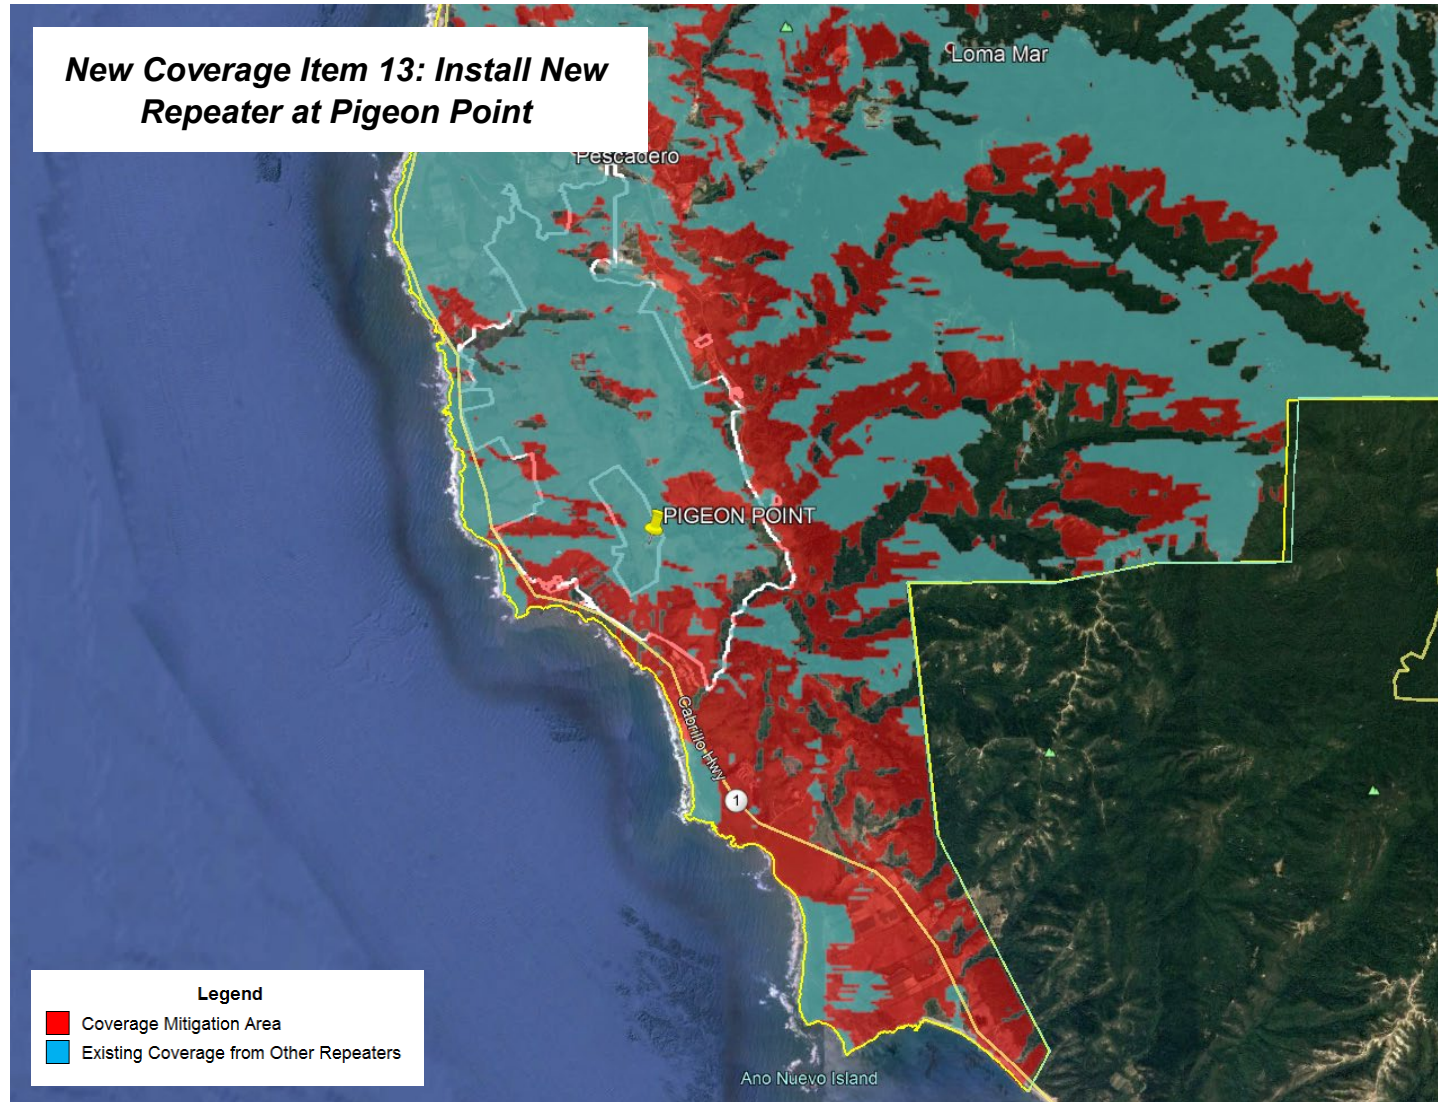 New Coverage Item 13: Install New
Repeater at Pigeon Point
Loma Mar
Pescadero
PIGEON POINT
Cabrillo Hwy
1
Ano Nuevo Island
Legend
Coverage Mitigation Area
Existing Coverage from Other Repeaters